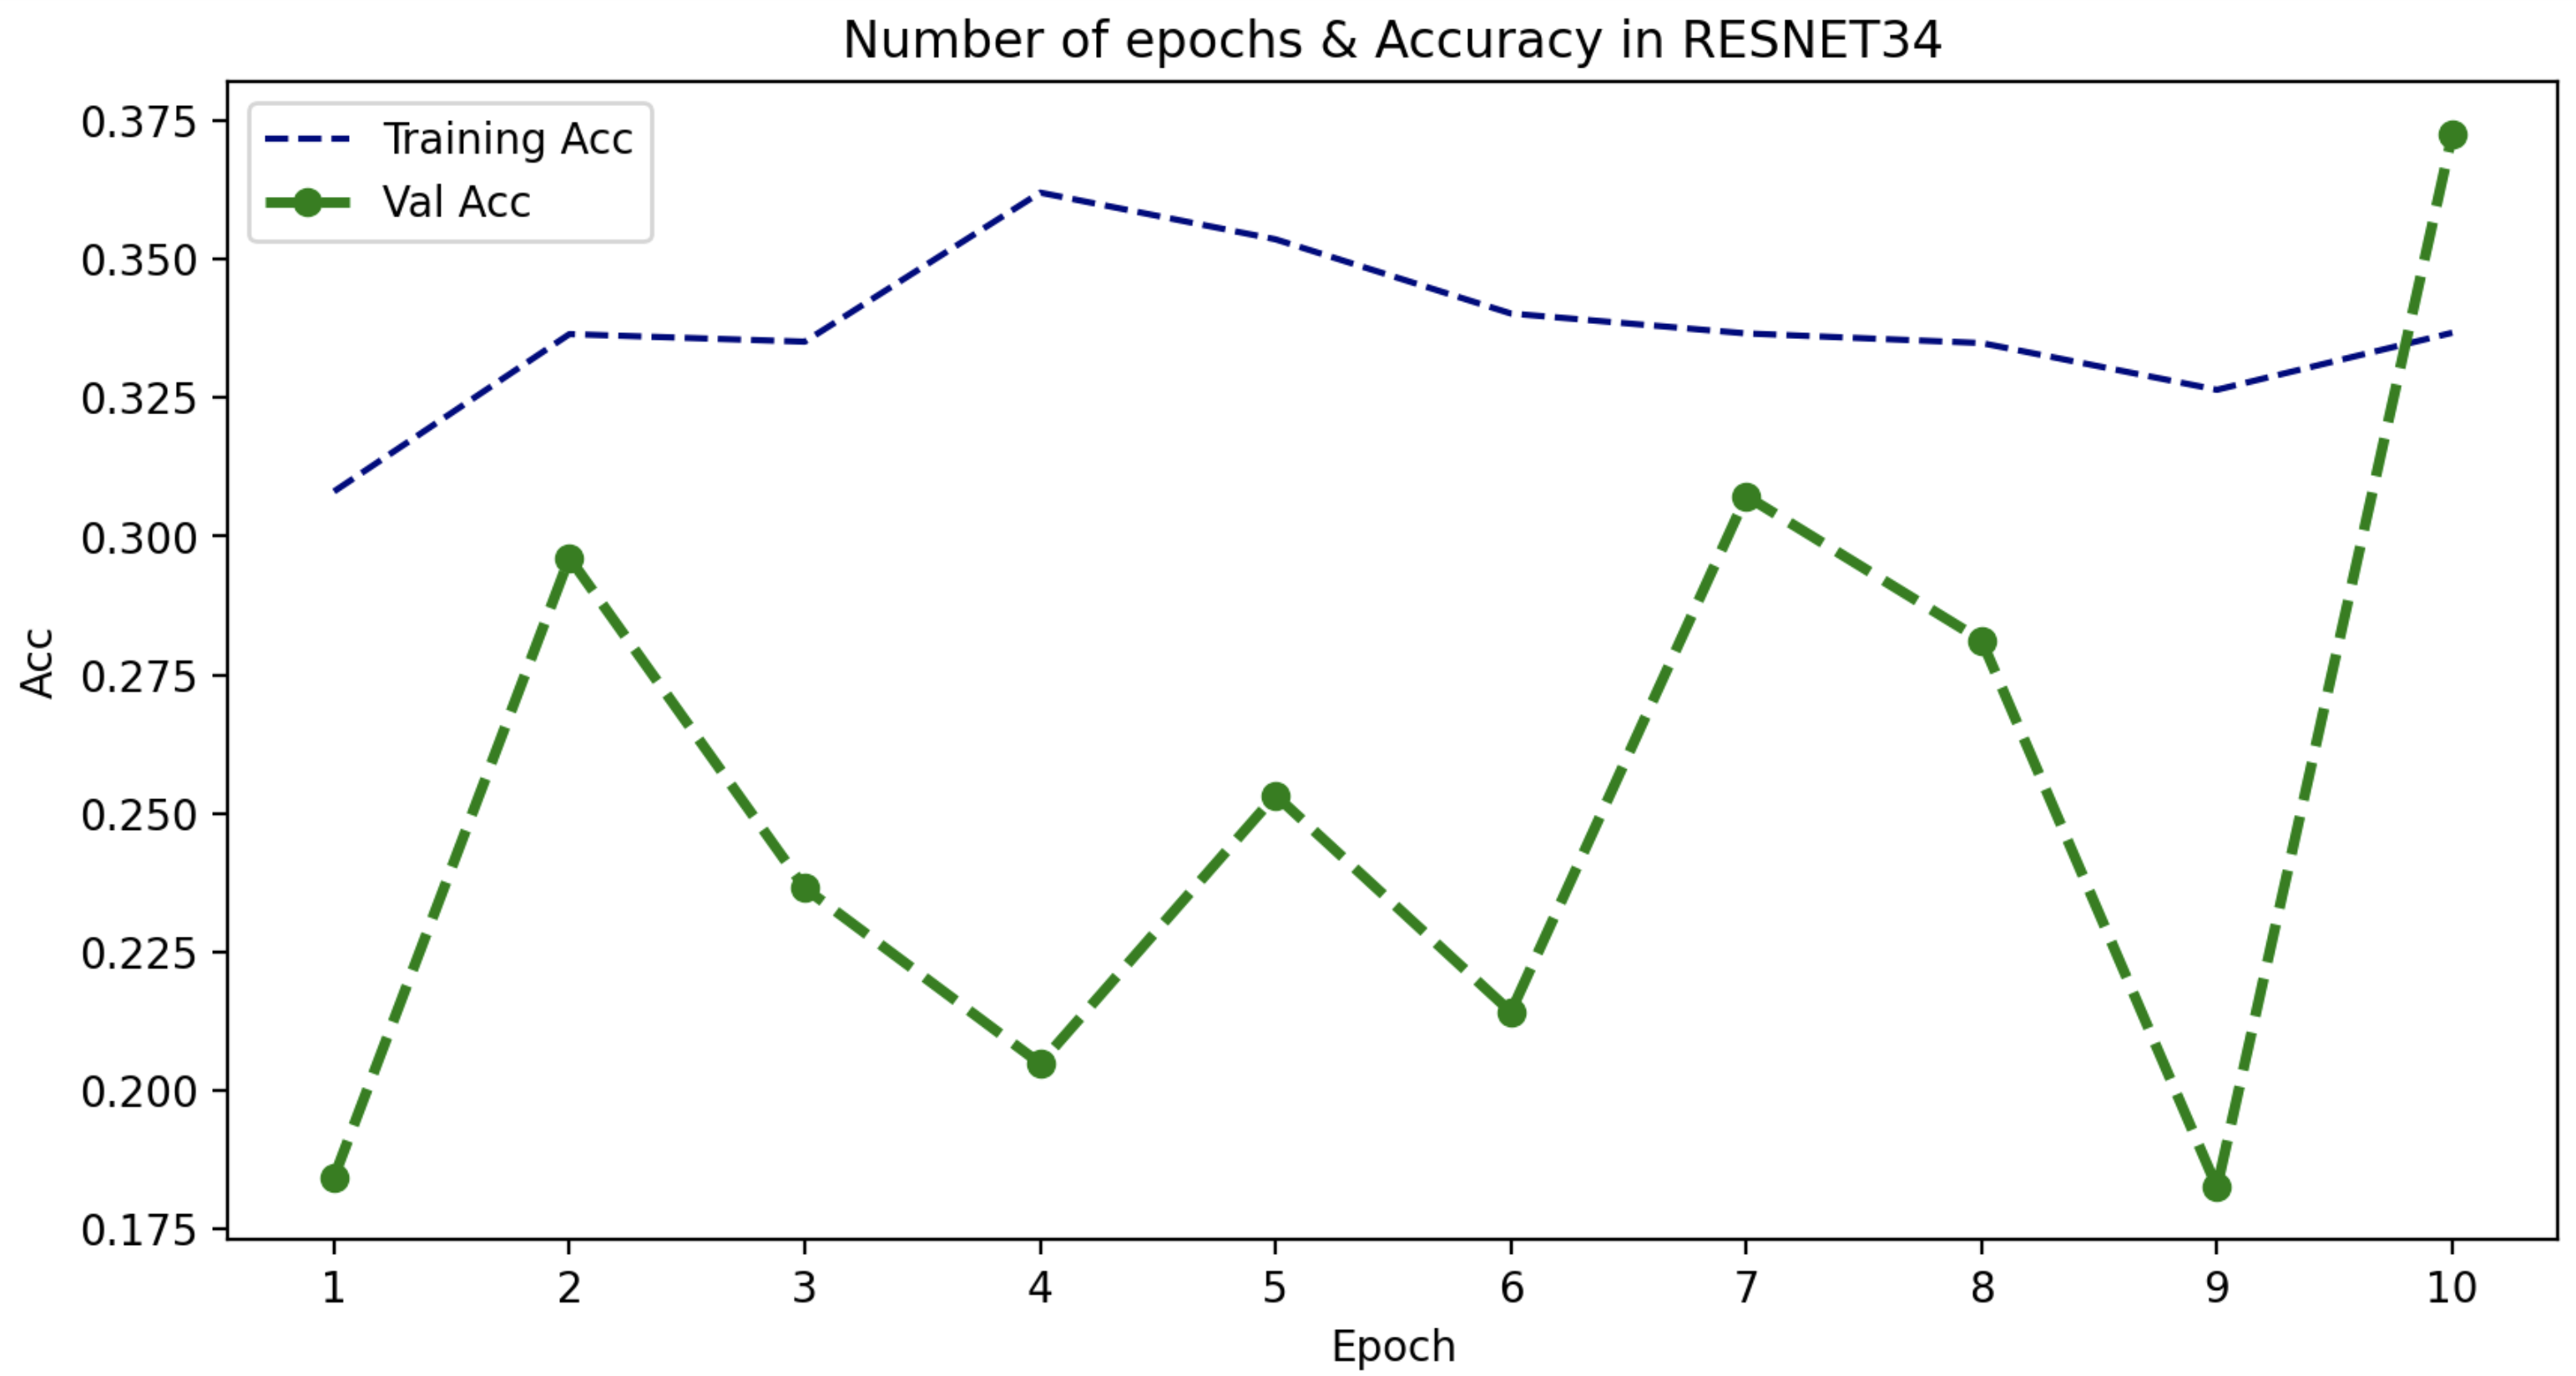 Number of epochs & Accuracy in RESNET34
Training Acc
Val Acc
0.375
0.350
0.325
0.300
0.275
0.250
0.225
0.200
0.175
Acc
1 2 3 4 5 6 7 8 9 10
Epoch